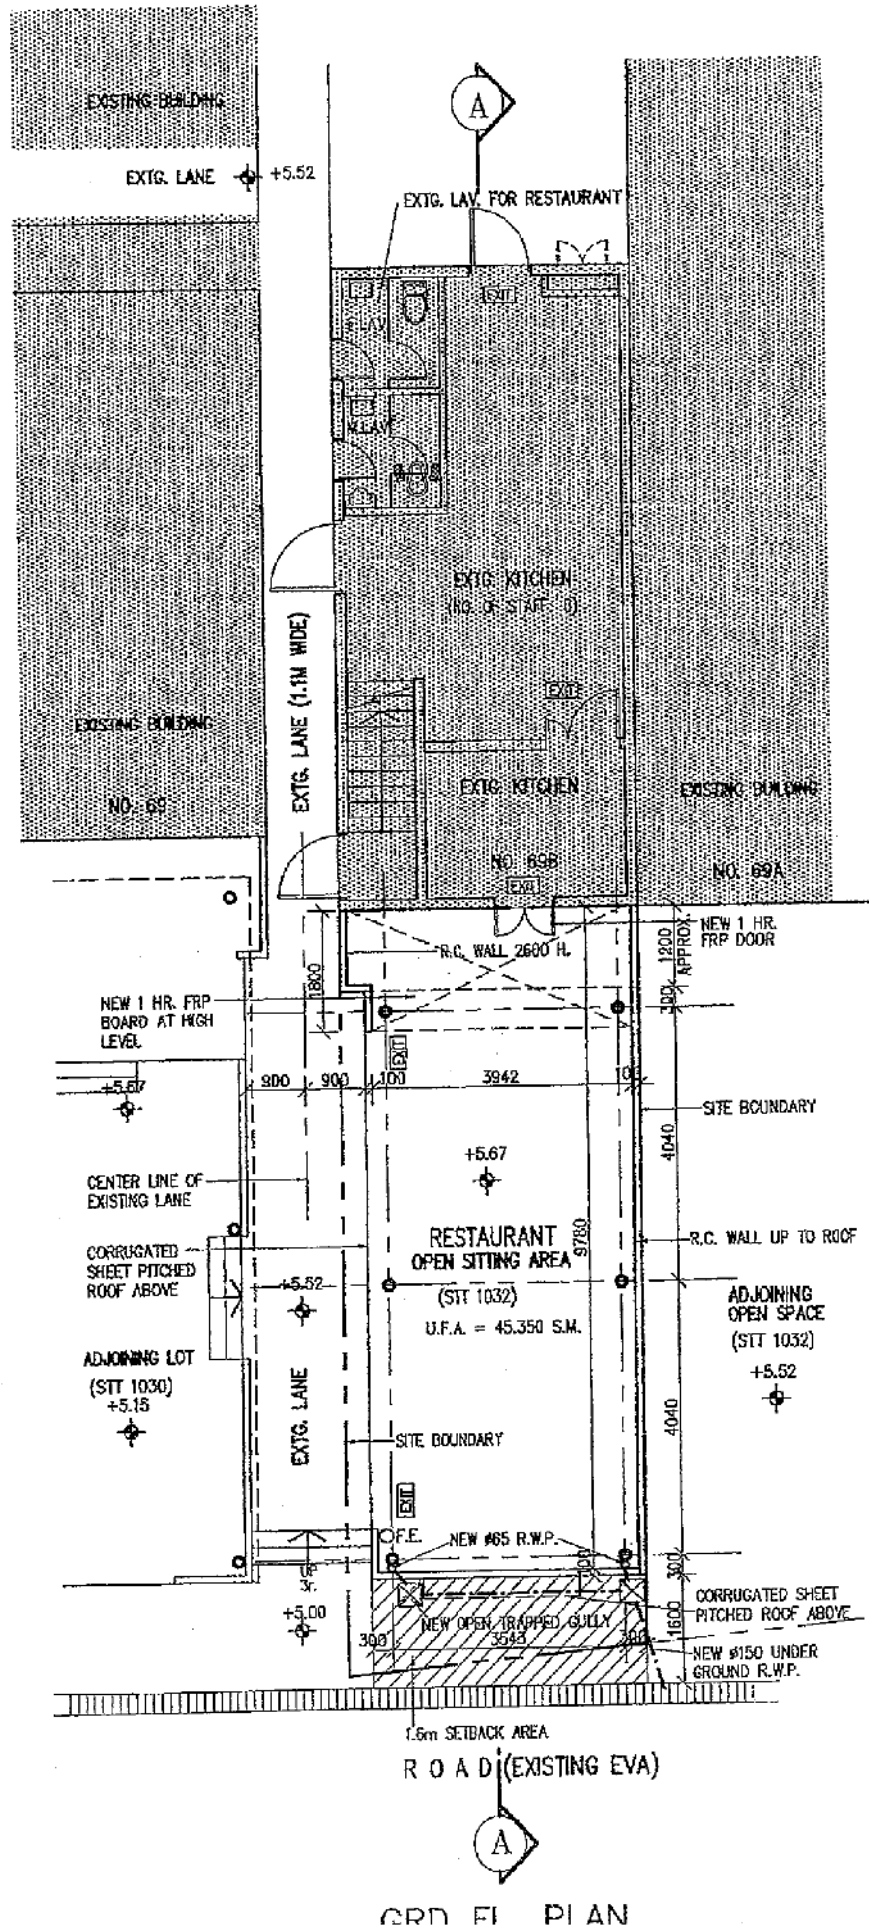 EXISTING BUILDING
A
EXTG. LANE
+5.52
EXTG. LAV. FOR RESTAURANT
EXIT
F.LAV
M.LAV
EXTG. KITCHEN
(NO. OF STAFF: 0)
EXTG. LANE (1.1M WIDE)
EXIT
EXISTING BUILDING
NO. 69
EXTG. KITCHEN
EXISTING BUILDING
NO. 69B
NO. 69A
EXIT
NEW 1 HR.
FRP DOOR
R.C. WALL 2600 H.
1200
APPROX.
1800
NEW 1 HR. FRP
BOARD AT HIGH
LEVEL
300
EXIT
+5.67
900
900
100
3942
SITE BOUNDARY
4040
+5.67
CENTER LINE OF
EXISTING LANE
RESTAURANT
OPEN SITTING AREA
(STT 1032)
U.F.A. = 45.350 S.M.
9780
R.C. WALL UP TO ROOF
CORRUGATED
SHEET PITCHED
ROOF ABOVE
+5.52
ADJOINING
OPEN SPACE
(STT 1032)
+5.52
ADJOINING LOT
(STT 1030)
+5.15
EXTG. LANE
4040
SITE BOUNDARY
EXIT
F.E.
NEW ø65 R.W.P.
100
300
UP
3r.
+5.00
CORRUGATED SHEET
PITCHED ROOF ABOVE
NEW OPEN TRAPPED GULLY
1600
300
3543
300
NEW ø150 UNDER
GROUND R.W.P.
1.6m SETBACK AREA
ROAD (EXISTING EVA)
A
GRD. FL. PLAN